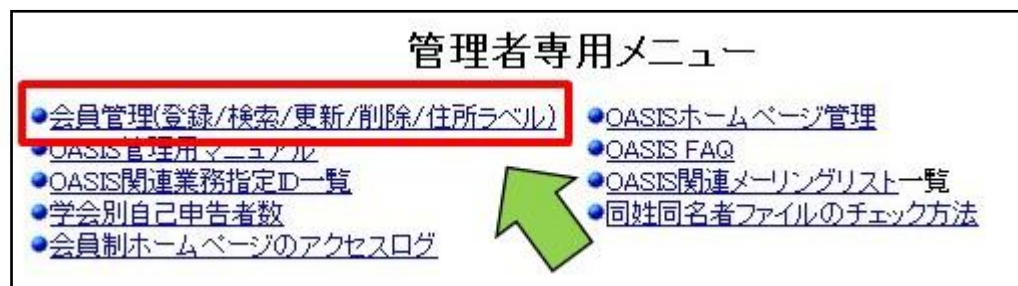 管理者専用メニュー
会員管理(登録/検索/更新/削除/住所ラベル)
OASIS管理用マニュアル
OASIS関連業務指定ID一覧
学会別自己申告者数
会員制ホームページのアクセスログ
OASISホームページ管理
OASIS FAQ
OASIS関連メーリングリスト一覧
同姓同名者ファイルのチェック方法